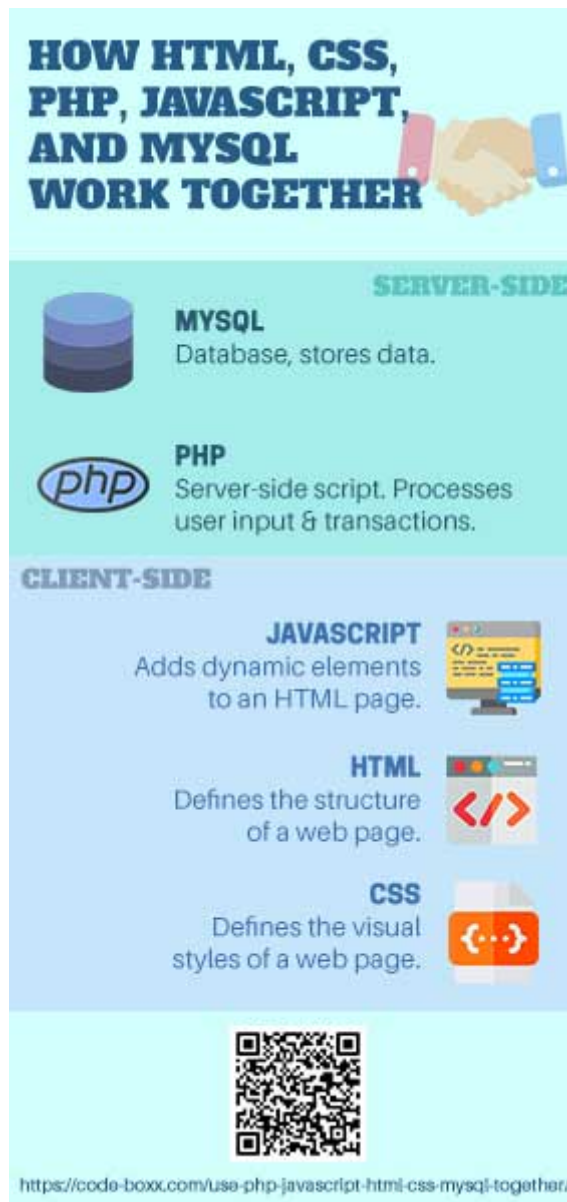 HOW HTML, CSS,
PHP, JAVASCRIPT,
AND MYSQL
WORK TOGETHER
SERVER-SIDE
MYSQL
Database, stores data.
php
PHP
Server-side script. Processes
user input & transactions.
CLIENT-SIDE
JAVASCRIPT
Adds dynamic elements
to an HTML page.
</>
HTML
Defines the structure
of a web page.
</>
CSS
Defines the visual
styles of a web page.
{...}
https://code-boxx.com/use-php-javascript-html-css-mysql-together/